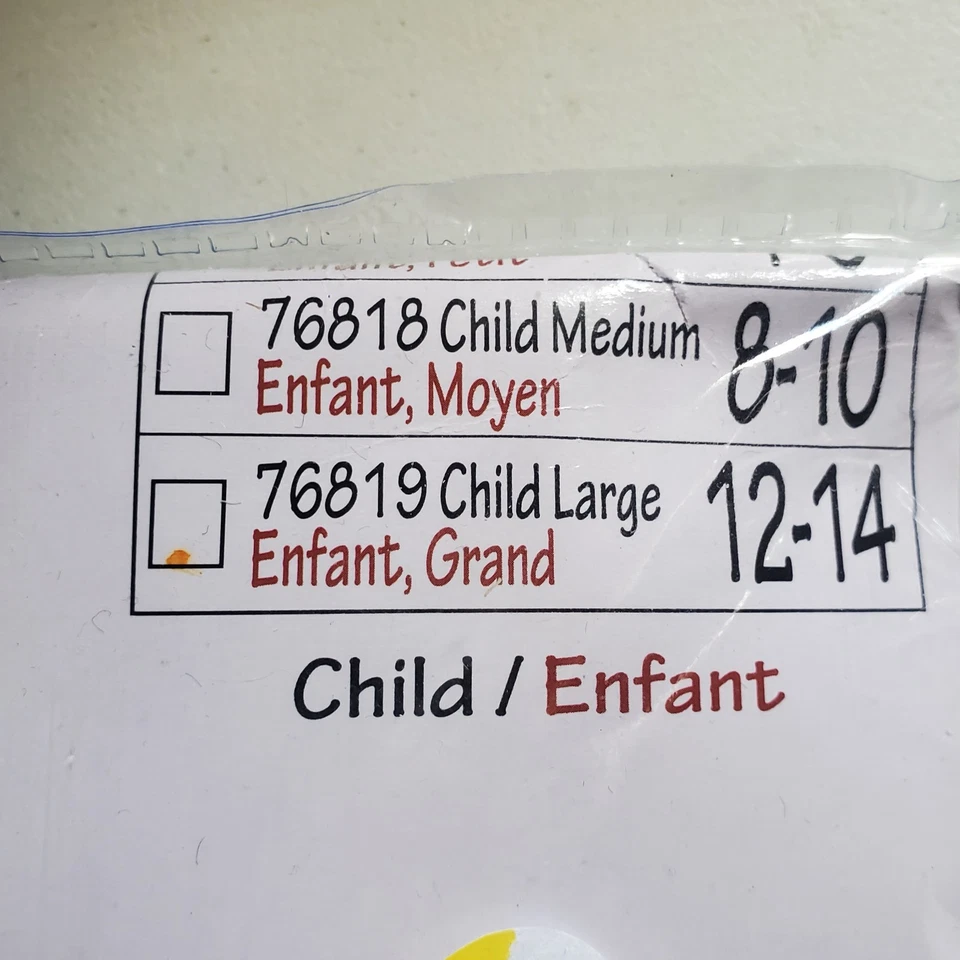 76818 Child Medium 8-10
Enfant, Moyen
76819 Child Large 12-14
Enfant, Grand
Child / Enfant